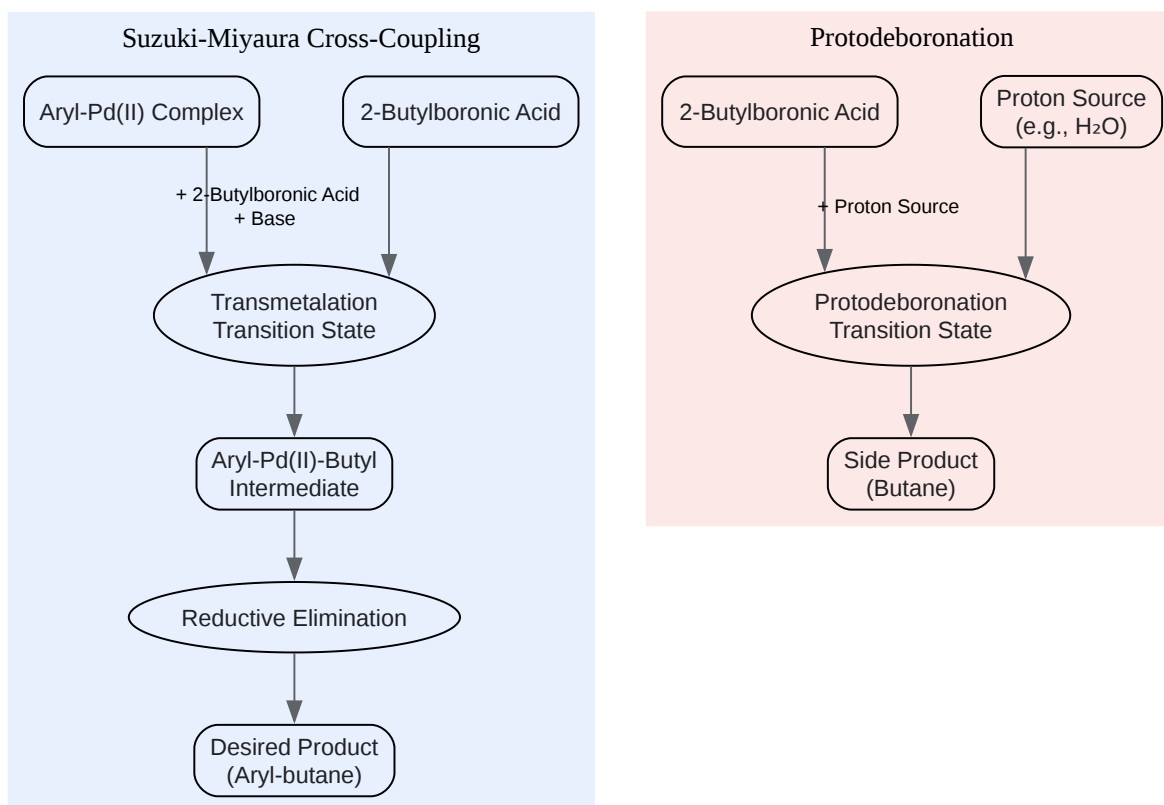 Suzuki-Miyaura Cross-Coupling
Aryl-Pd(II) Complex
2-Butylboronic Acid
+ 2-Butylboronic Acid
+ Base
Transmetalation
Transition State
Aryl-Pd(II)-Butyl
Intermediate
Reductive Elimination
Desired Product
(Aryl-butane)
Protodeboronation
2-Butylboronic Acid
Proton Source
(e.g., H₂O)
+ Proton Source
Protodeboronation
Transition State
Side Product
(Butane)